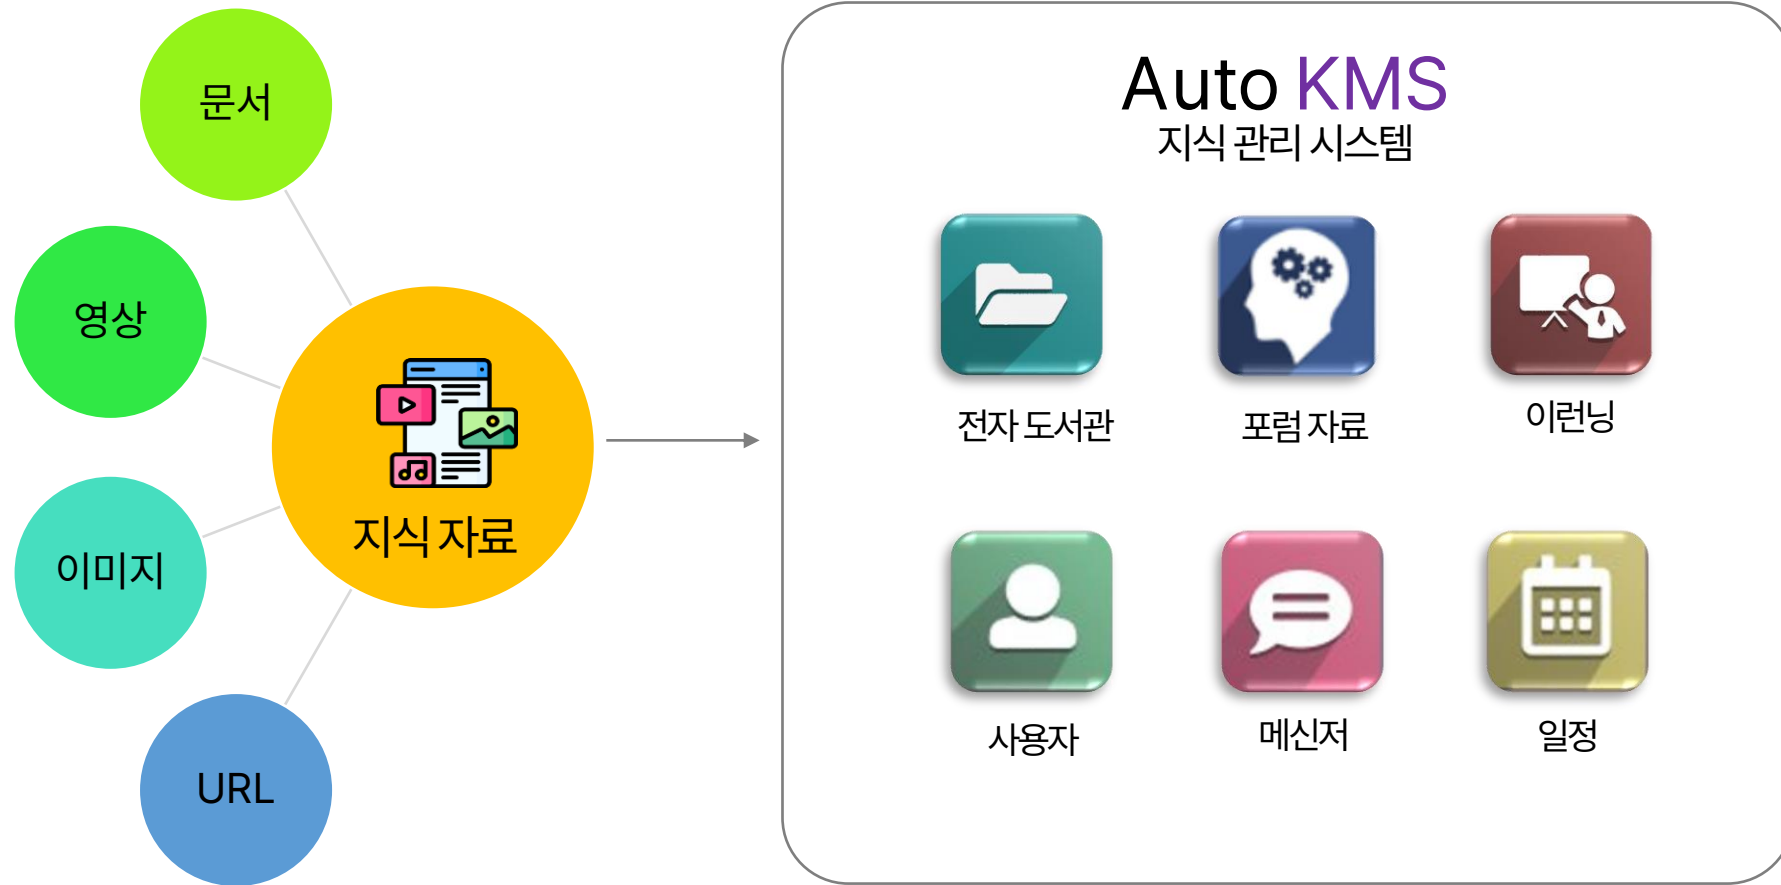 문서
영상
이미지
URL
지식 자료
Auto KMS
지식 관리 시스템
전자 도서관
포럼 자료
이런닝
사용자
메신저
일정